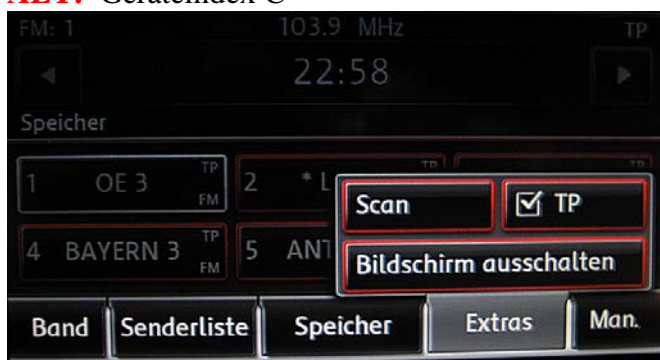 FM: 1 103.9 MHz TP
22:58
Speicher
1 OE 3 TP FM 2 * L TP TP
4 BAYERN 3 TP FM 5 ANT
Scan TP
Bildschirm ausschalten
Band Senderliste Speicher Extras Man.